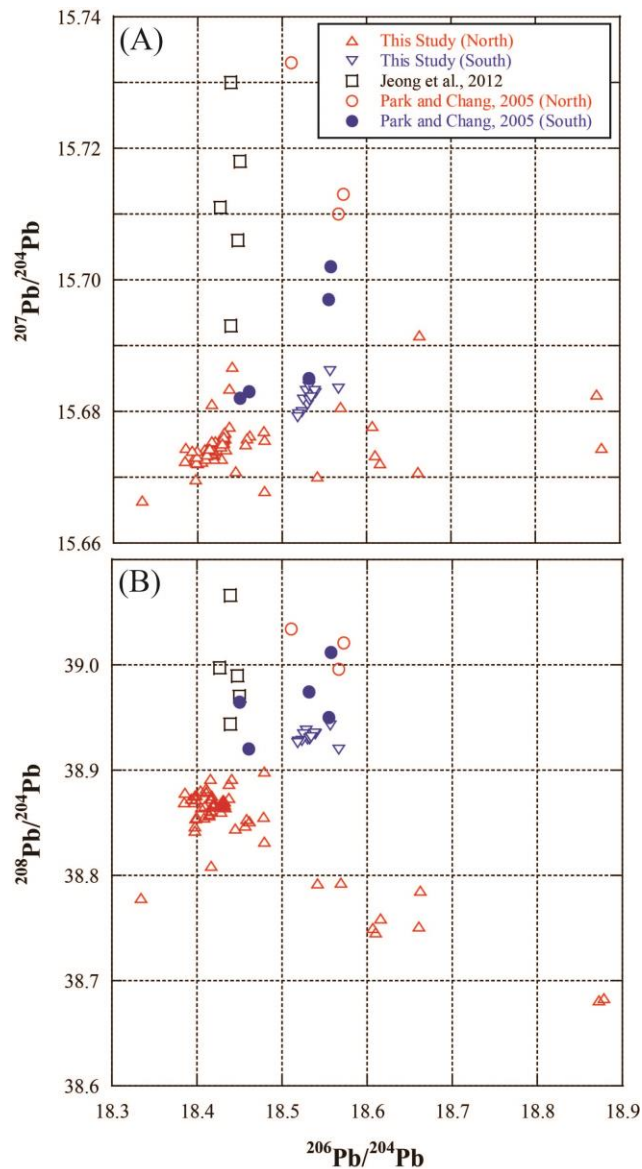 (A)
This Study (North)
This Study (South)
Jeong et al., 2012
Park and Chang, 2005 (North)
Park and Chang, 2005 (South)
15.74
15.72
15.70
15.68
15.66
²⁰⁷Pb/²⁰⁴Pb
(B)
39.0
38.9
38.8
38.7
38.6
²⁰⁸Pb/²⁰⁴Pb
18.3 18.4 18.5 18.6 18.7 18.8 18.9
²⁰⁶Pb/²⁰⁴Pb